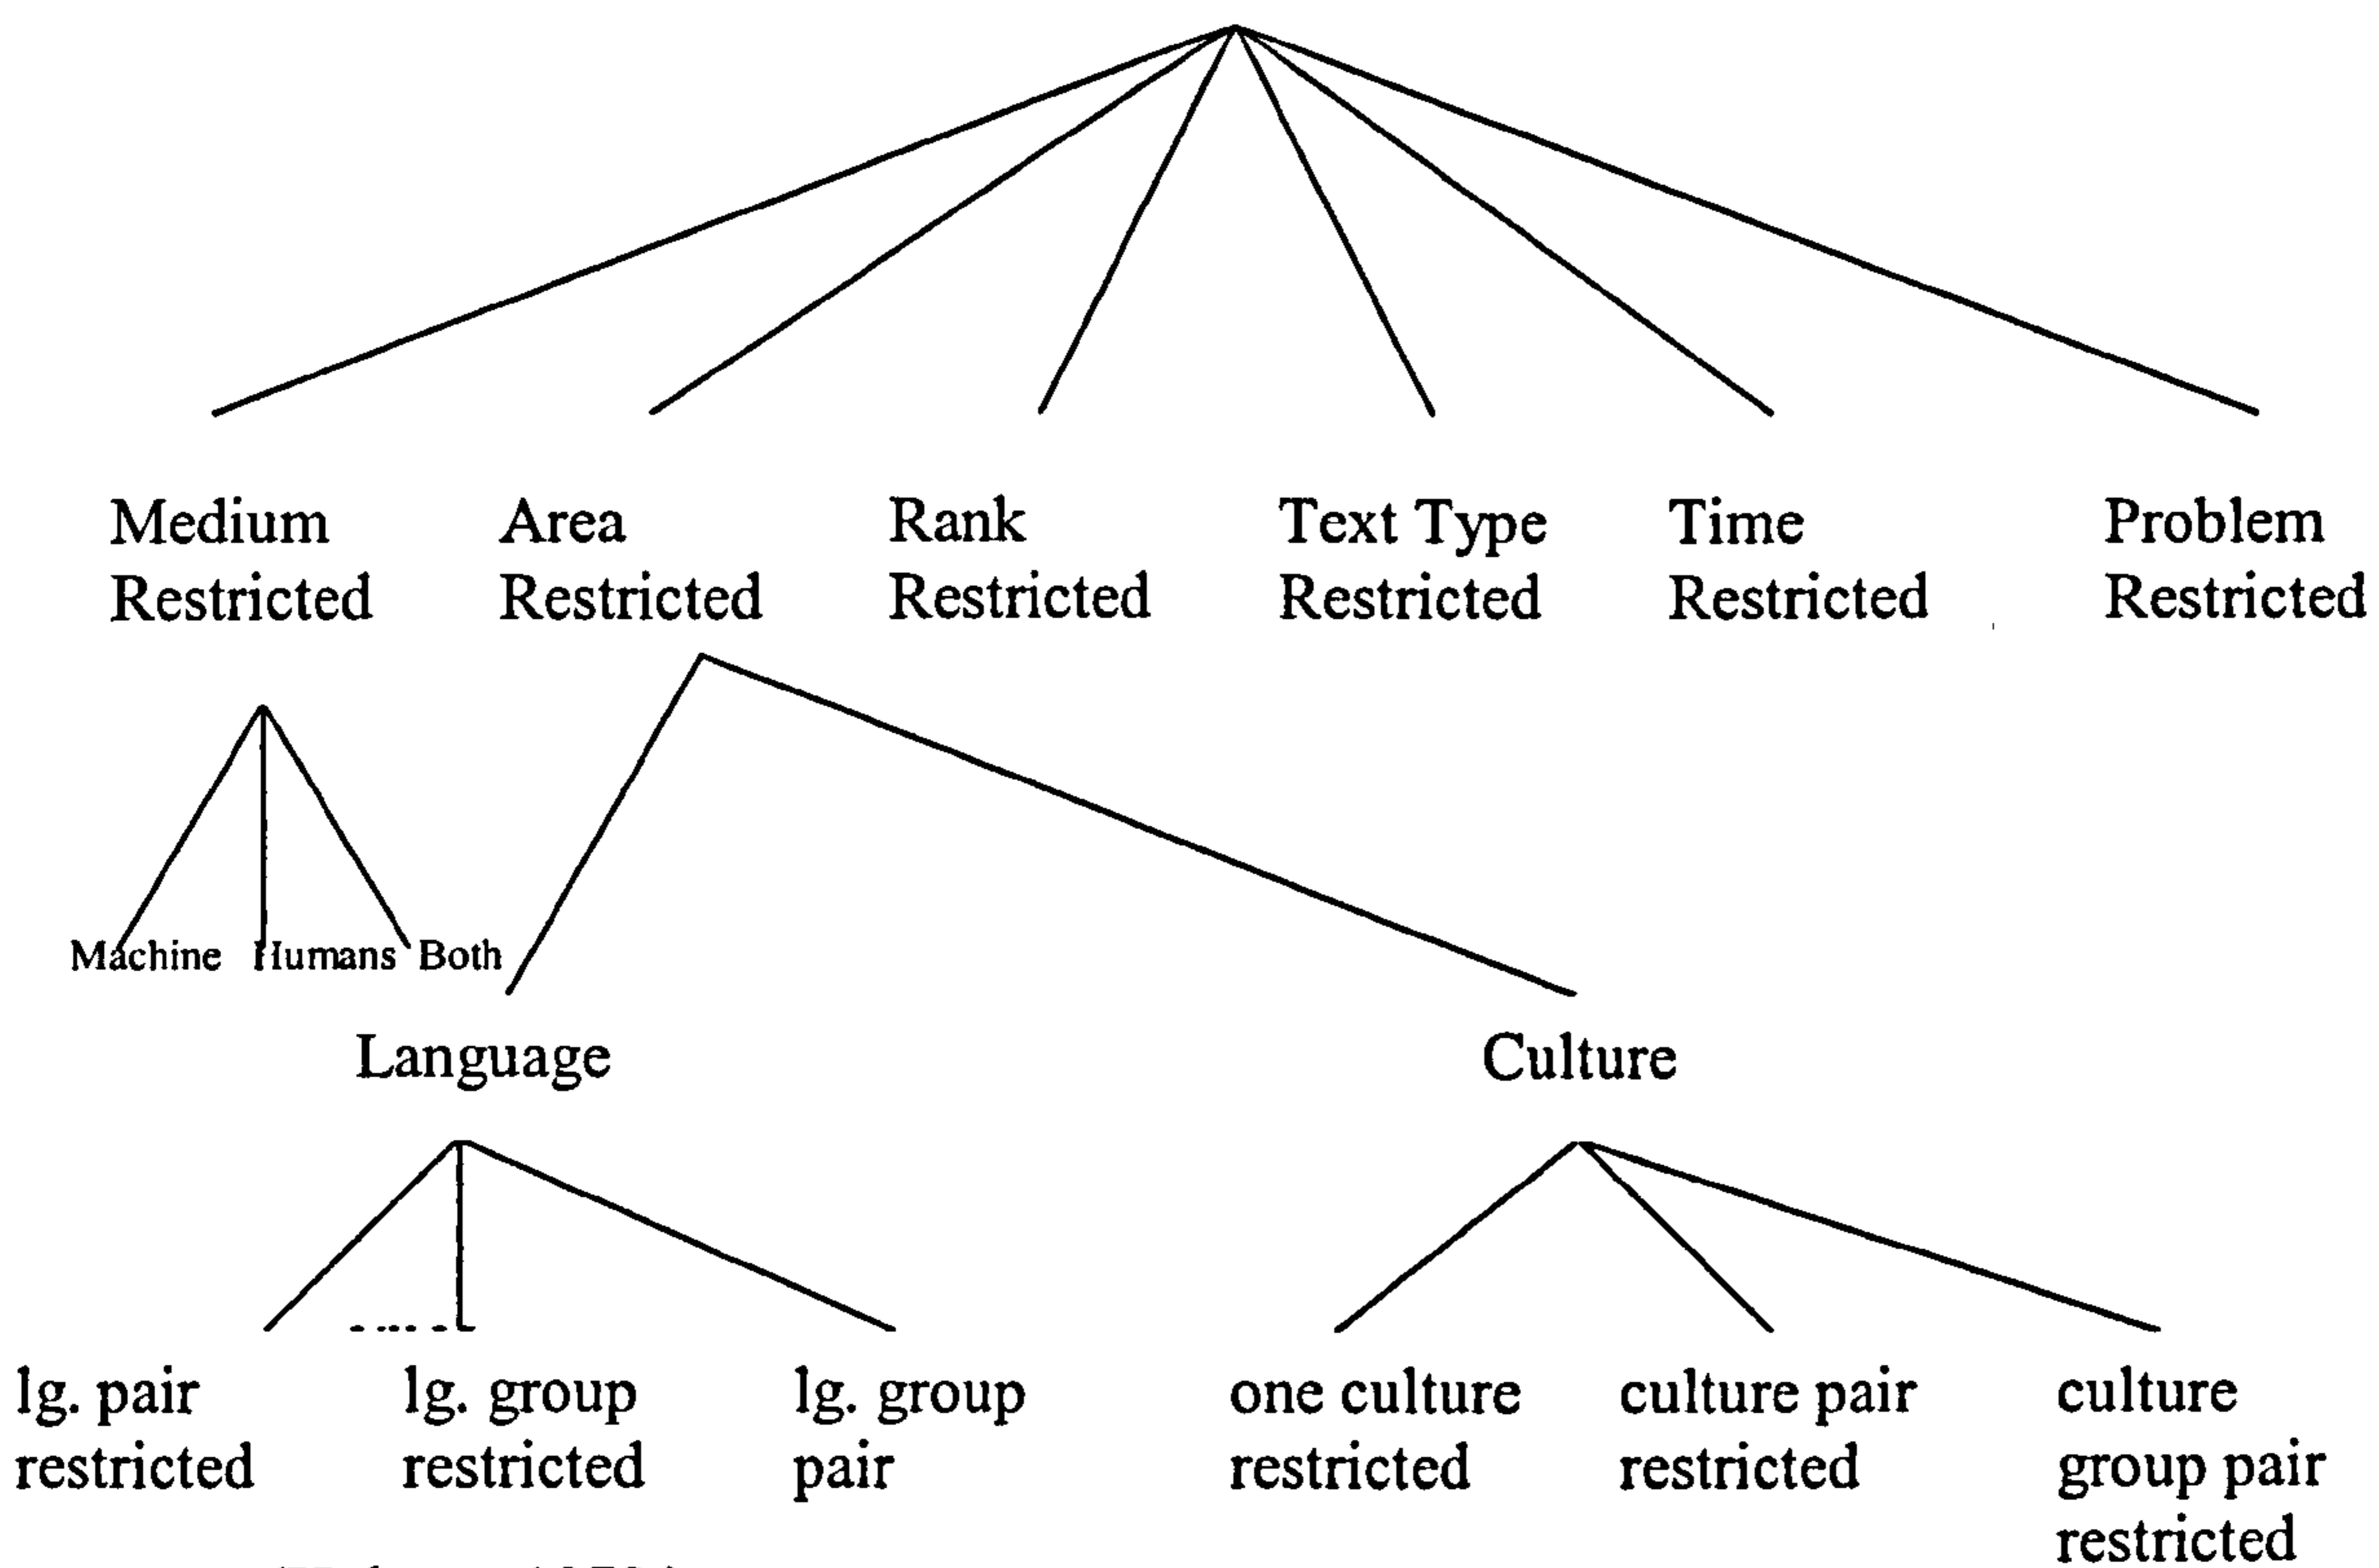 Medium Area Rank Text Type Time Problem
Restricted Restricted Restricted Restricted Restricted Restricted
Machine Humans Both
Language Culture
lg. pair lg. group lg. group one culture culture pair culture
restricted restricted pair restricted restricted group pair
restricted